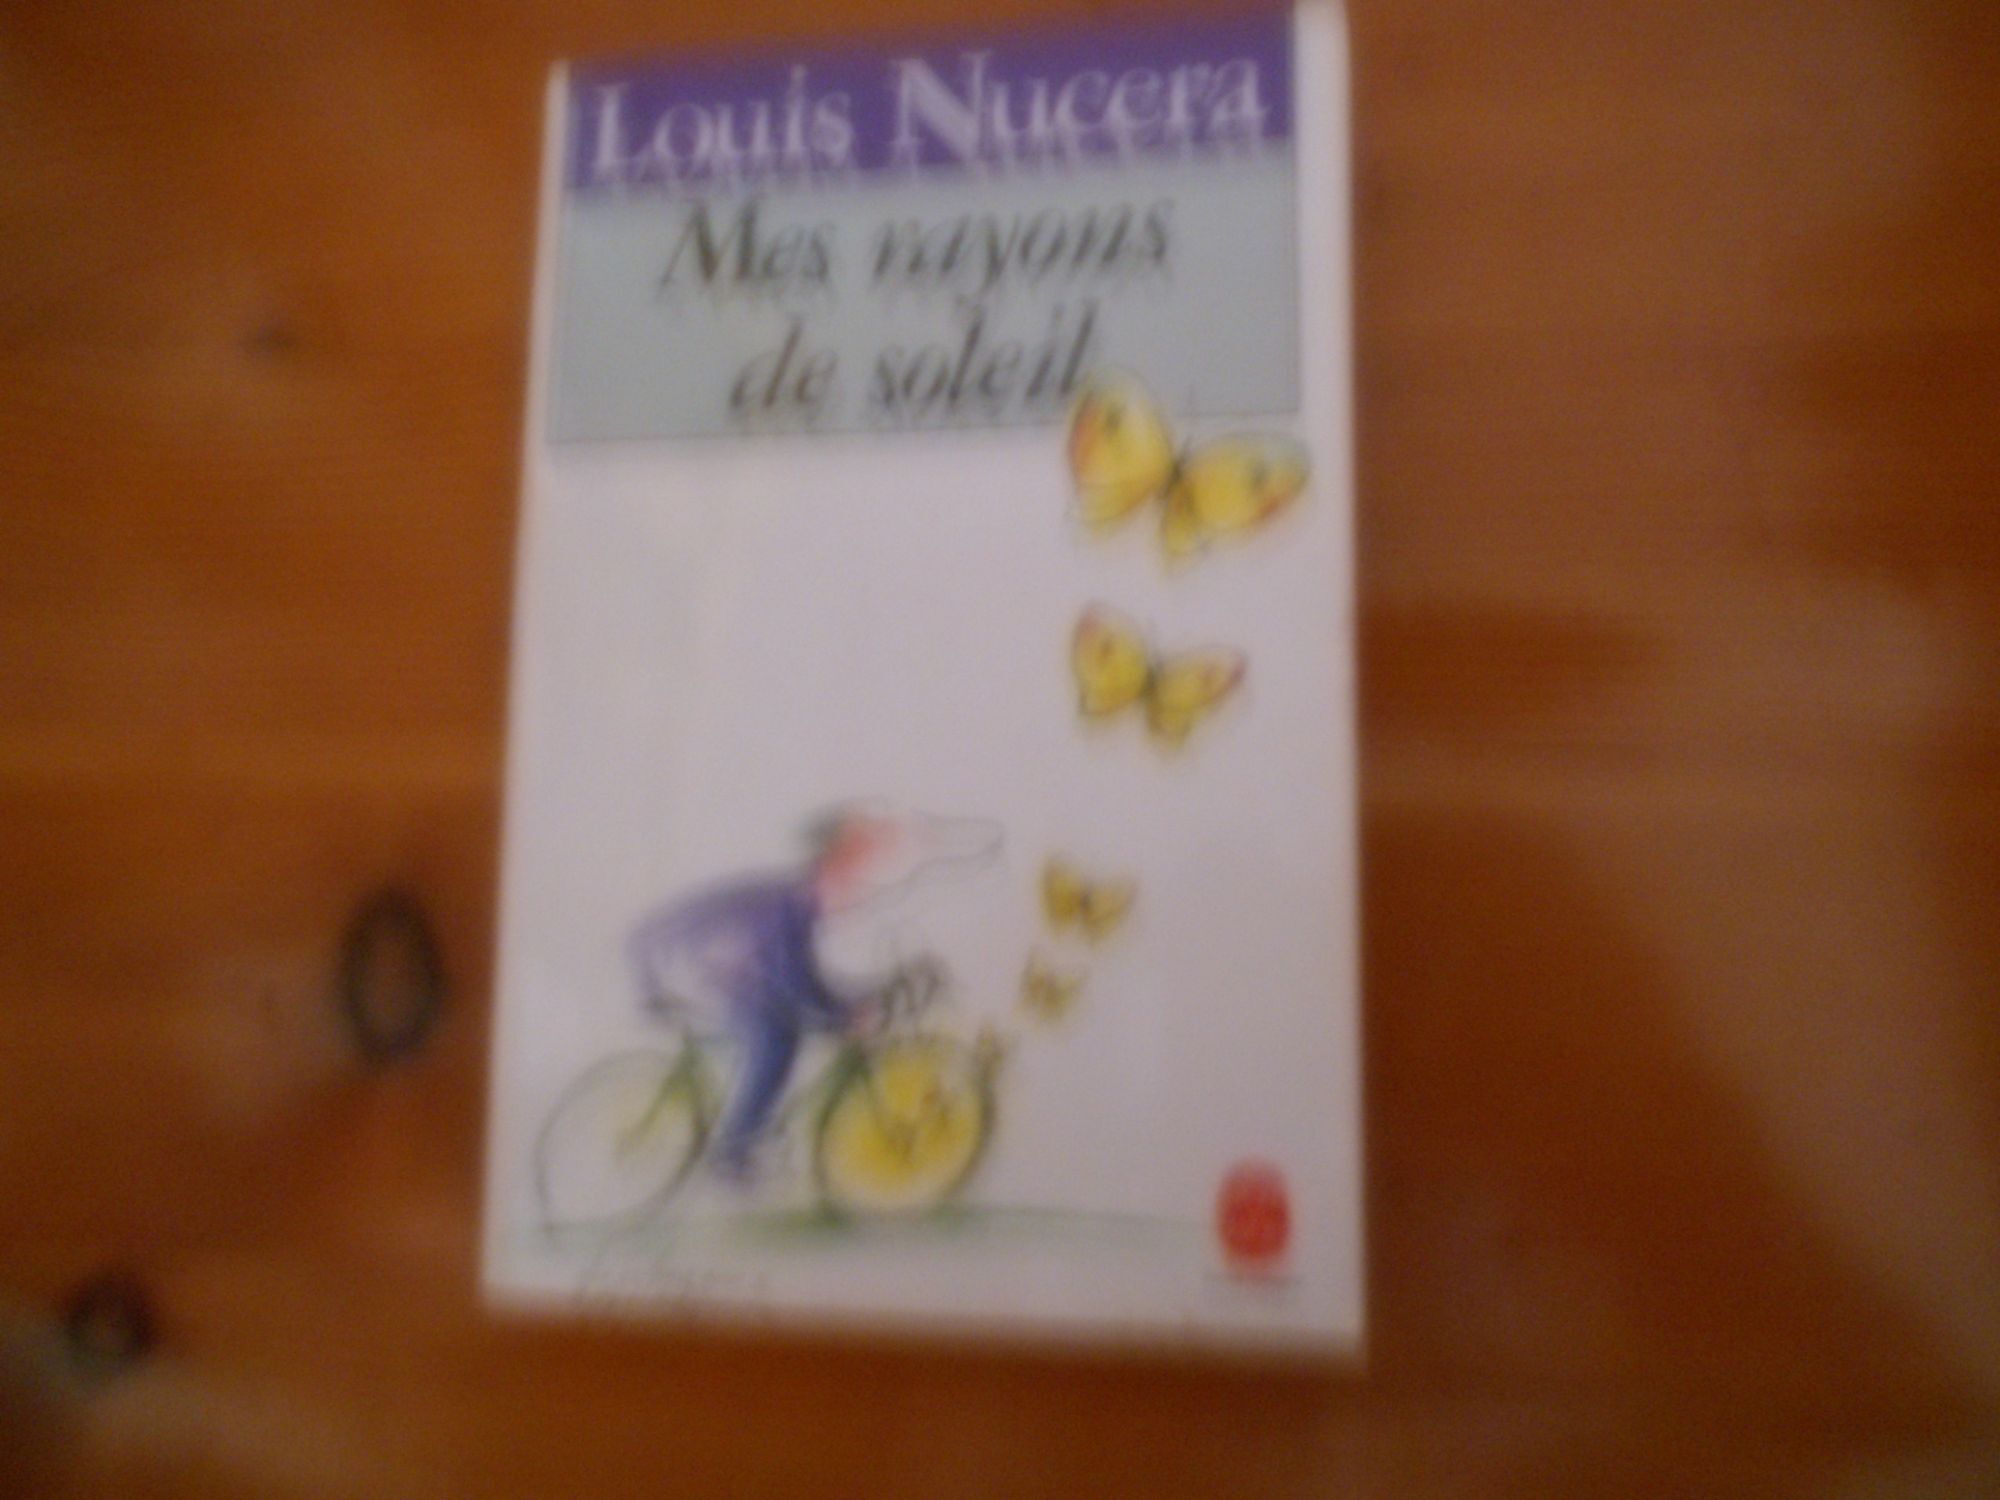 Louis Nucera
Mes rayons
de soleil